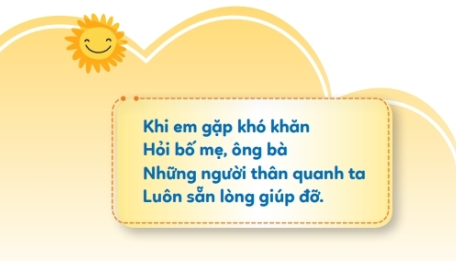 Khi em gặp khó khăn
Hỏi bố mẹ, ông bà
Những người thân quanh ta
Luôn sẵn lòng giúp đỡ.